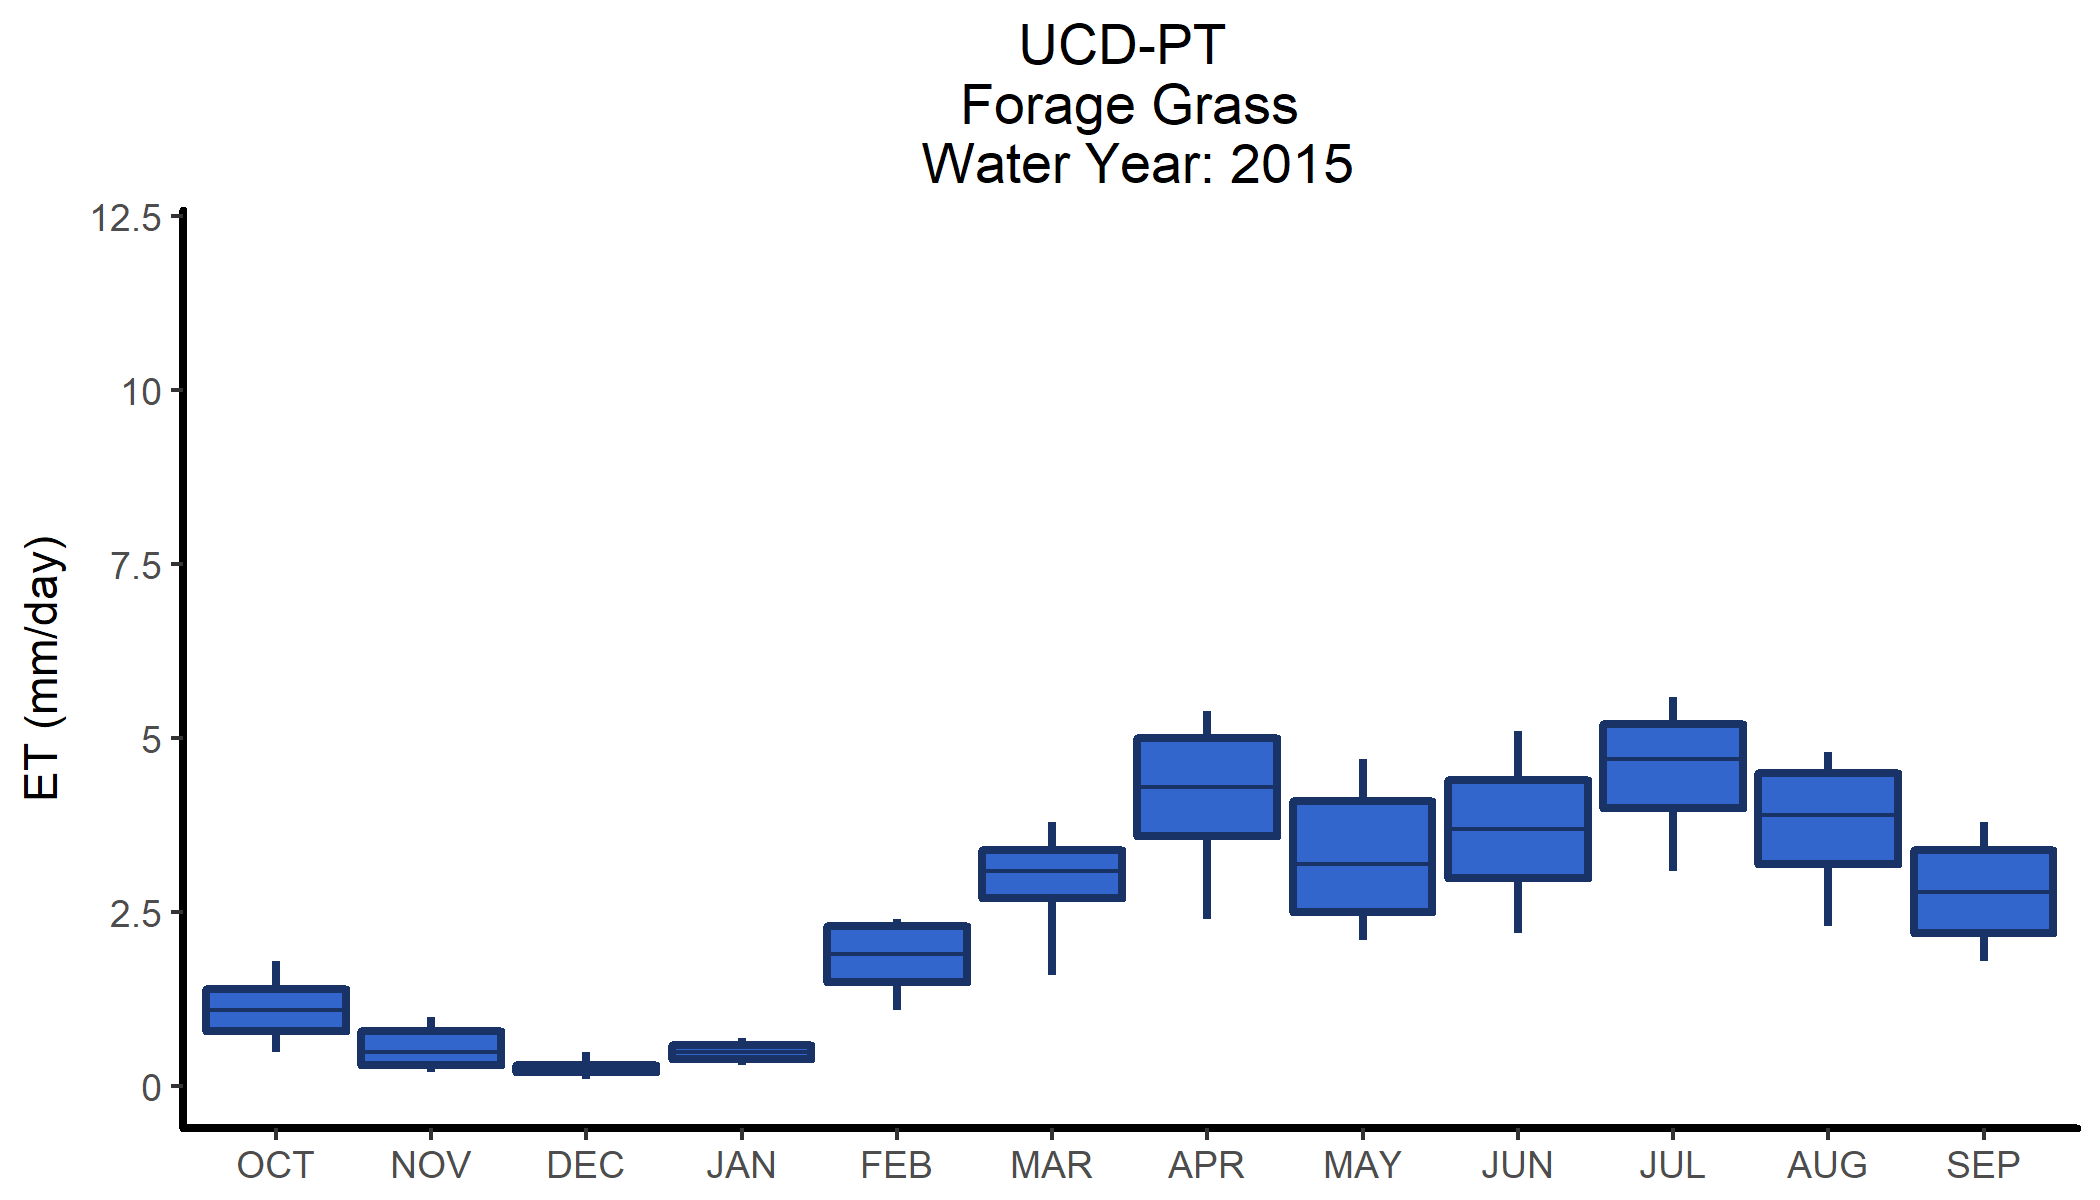 UCD-PT
Forage Grass
Water Year: 2015
ET (mm/day)
12.5
10
7.5
5
2.5
0
OCT NOV DEC JAN FEB MAR APR MAY JUN JUL AUG SEP